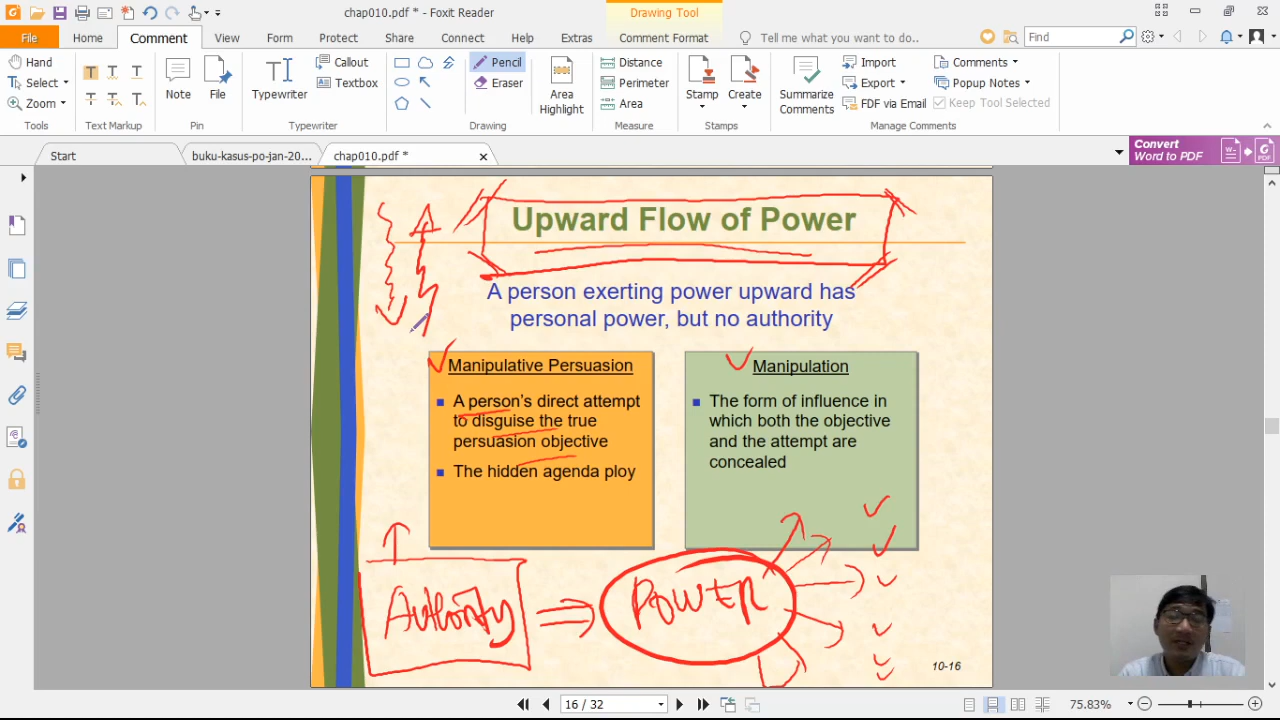 chap010.pdf * - Foxit Reader
Drawing Tool
File
Home
Comment
View
Form
Protect
Share
Connect
Help
Extras
Comment Format
Tell me what you want to do..
Find
Hand
Select
Zoom
Tools
Text Markup
Note
File
Pin
Typewriter
Callout
Textbox
Typewriter
Pencil
Eraser
Drawing
Area
Highlight
Distance
Perimeter
Area
Measure
Stamp
Create
Stamps
Summarize
Comments
Import
Export
FDF via Email
Comments
Popup Notes
Keep Tool Selected
Manage Comments
Start
buku-kasus-po-jan-20...
chap010.pdf *
Convert
Word to PDF
Upward Flow of Power
A person exerting power upward has
personal power, but no authority
Manipulative Persuasion
A person's direct attempt
to disguise the true
persuasion objective
The hidden agenda ploy
Manipulation
The form of influence in
which both the objective
and the attempt are
concealed
Authority
POWER
10-16
16 / 32
75.83%